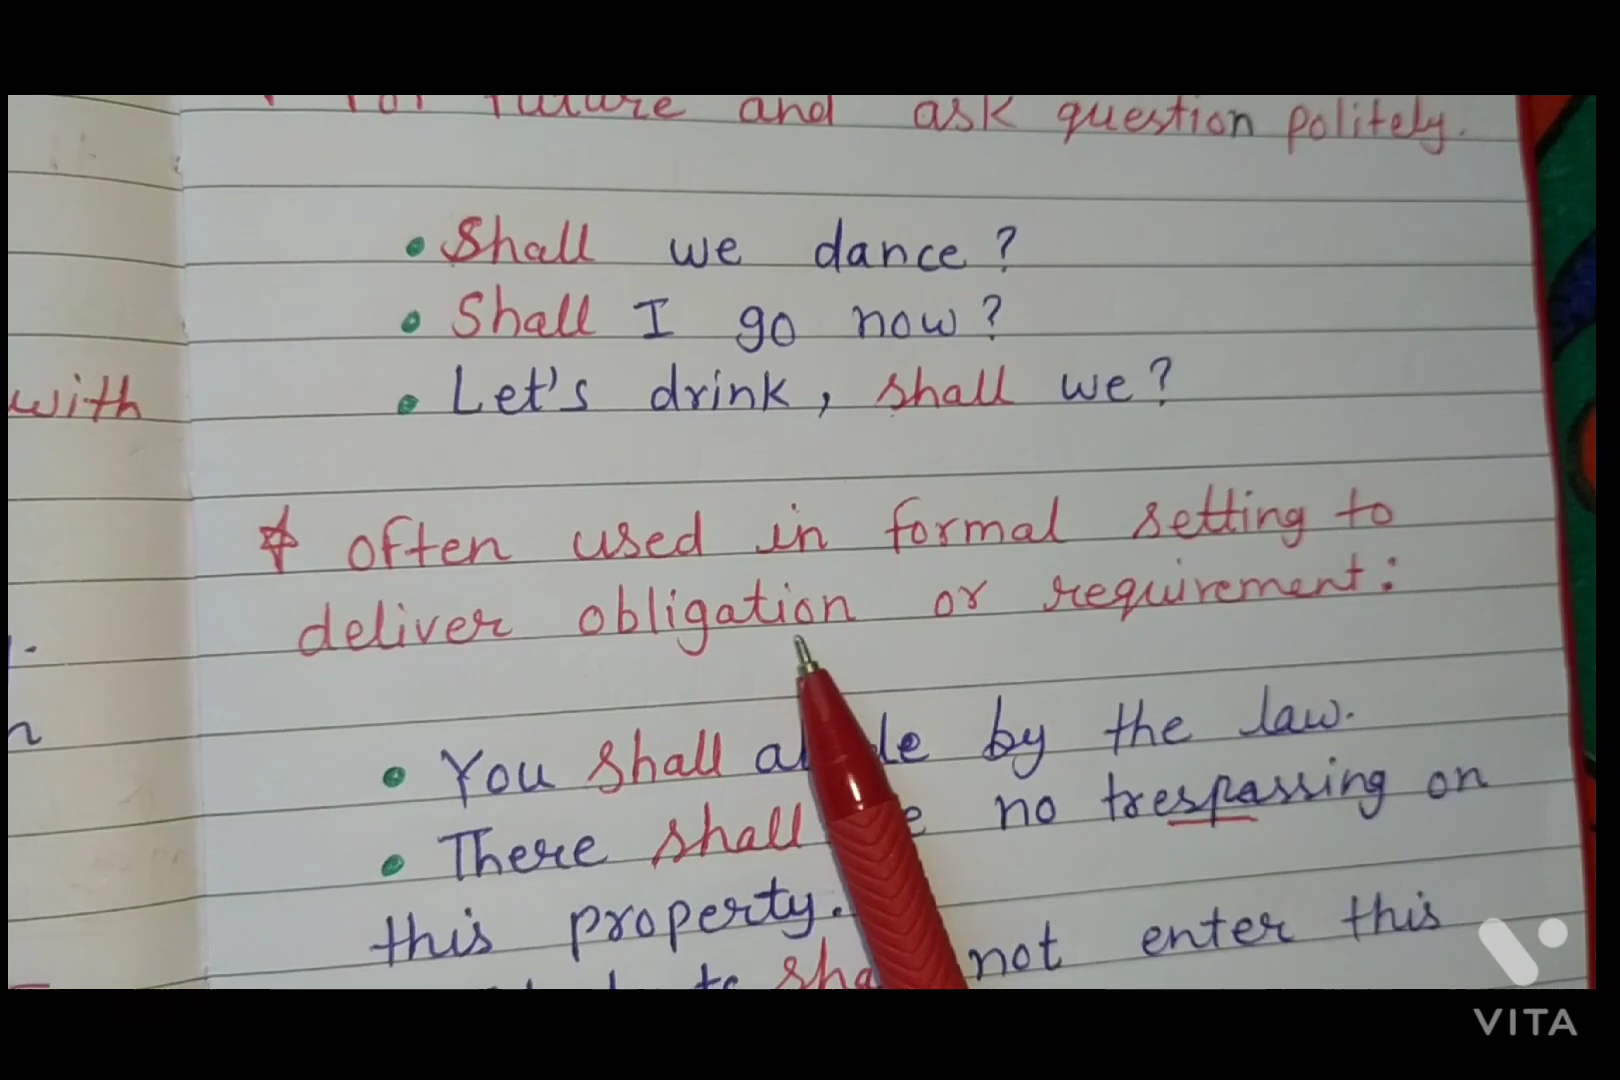 for future and ask question politely.
• Shall we dance?
• Shall I go now?
• Let's drink, shall we?
with
often used in formal setting to
deliver obligation or requirement:
• You shall by the law.
• There shall no trespassing on
this property.
not enter this
VITA